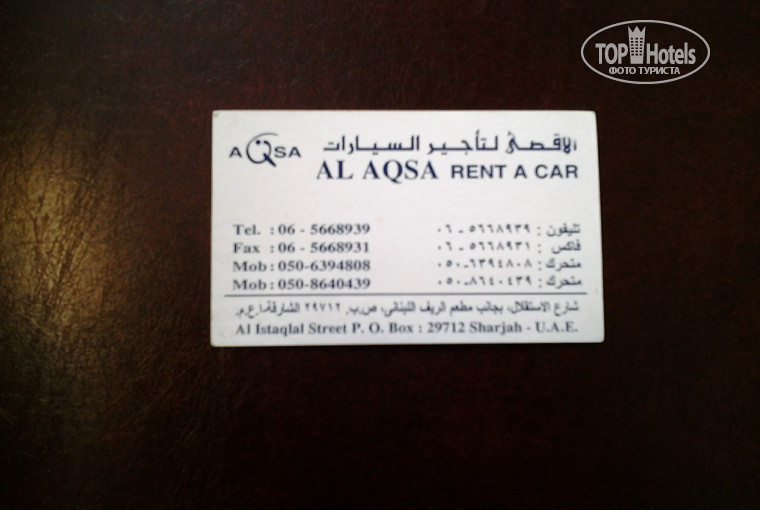 TOP Hotels
ФОТО ТУРИСТА
AQSA
الاقصى لتأجير السيارات
AL AQSA RENT A CAR
Tel. : 06 - 5668939
تليفون : ٠٦ - ٥٦٦٨٩٣٩
Fax : 06 - 5668931
فاكس : ٠٦ - ٥٦٦٨٩٣١
Mob : 050-6394808
متحرك : ٠٥٠-٦٣٩٤٨٠٨
Mob : 050-8640439
متحرك : ٠٥٠-٨٦٤٠٤٣٩
شارع الاستقلال، بجانب مطعم الريف اللبناني، ص.ب. ٢٩٧١٢ الشارقة-ا.ع.م.
Al Istaqlal Street P. O. Box : 29712 Sharjah - U.A.E.